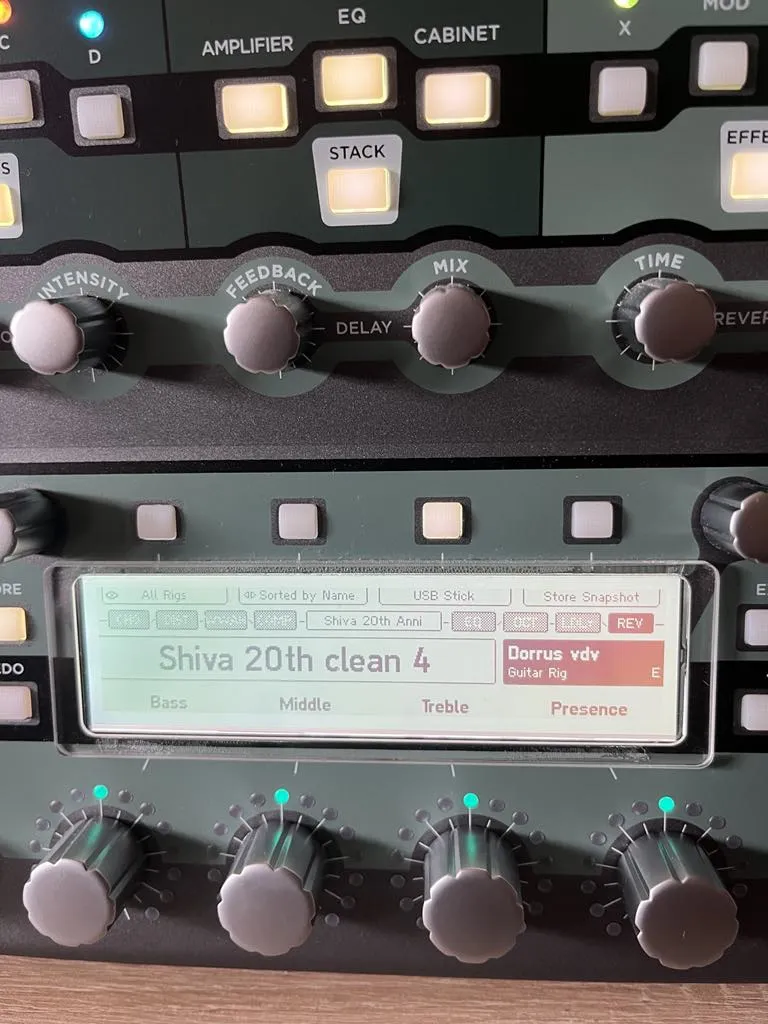 C
D
AMPLIFIER
EQ
CABINET
X
MOD
STACK
INTENSITY
FEEDBACK
DELAY
MIX
TIME
All Rigs
Sorted by Name
USB Stick
Store Snapshot
Shiva 20th Anni
EQ
REV
Shiva 20th clean 4
Dorrus vdv
Guitar Rig
E
Bass
Middle
Treble
Presence